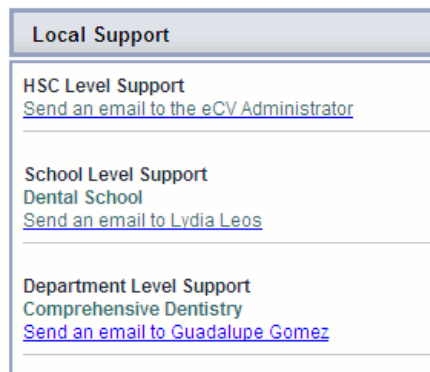 Local Support
HSC Level Support
Send an email to the eCV Administrator
School Level Support
Dental School
Send an email to Lydia Leos
Department Level Support
Comprehensive Dentistry
Send an email to Guadalupe Gomez